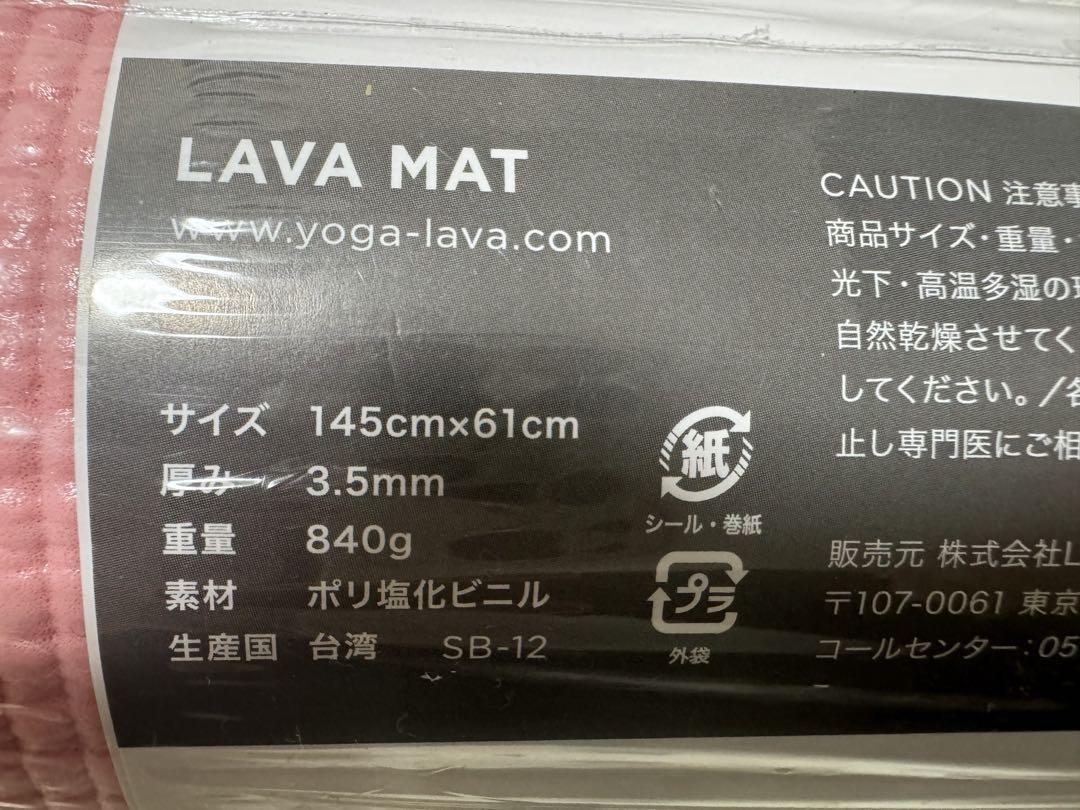 LAVA MAT
www.yoga-lava.com
サイズ 145cm×61cm
厚み 3.5mm
重量 840g
素材 ポリ塩化ビニル
生産国 台湾 SB-12
紙
シール・巻紙
プラ
外袋
CAUTION 注意事
商品サイズ・重量・
光下・高温多湿の
自然乾燥させてく
してください。/各
止し専門医にご相
販売元 株式会社L
〒107-0061 東京
コールセンター：05